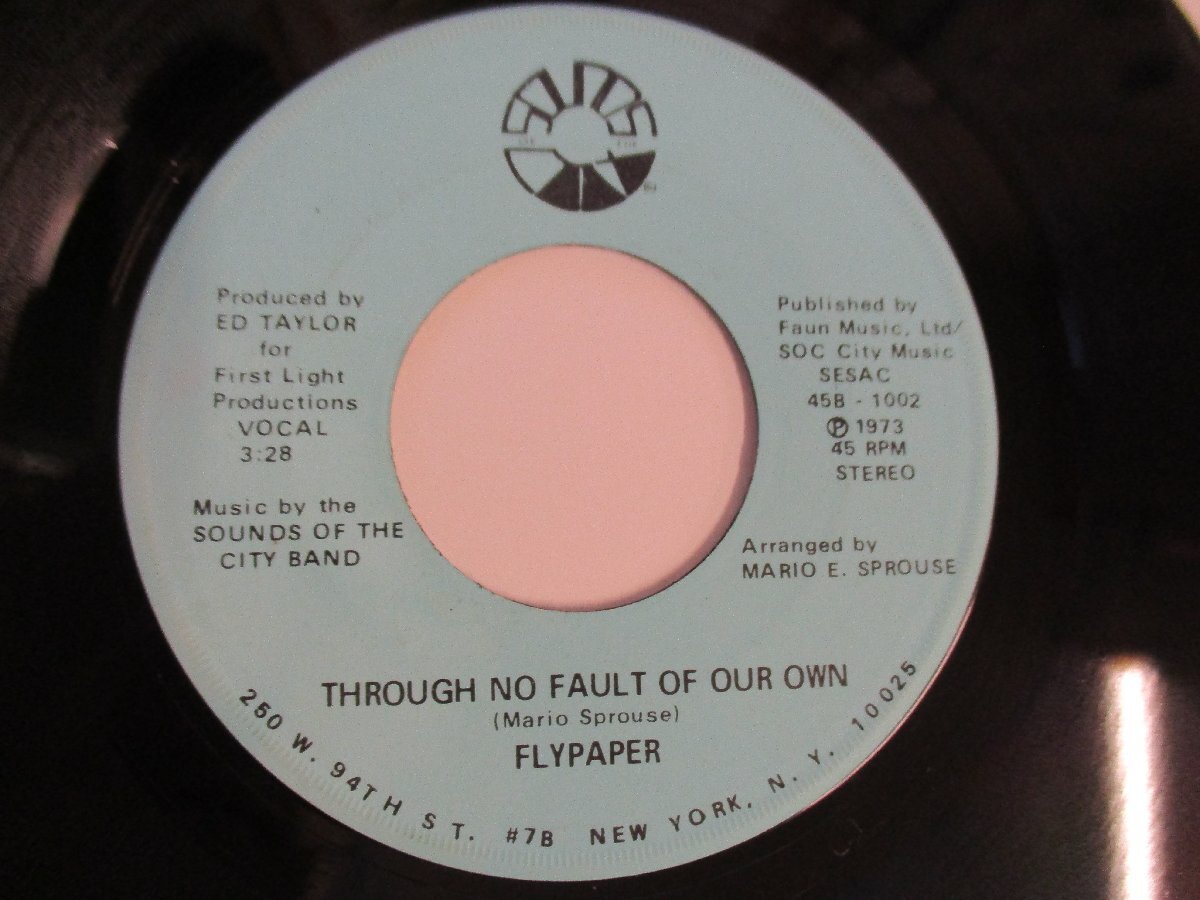 Produced by
ED TAYLOR
for
First Light
Productions
VOCAL
3:28
Music by the
SOUNDS OF THE
CITY BAND
Published by
Faun Music, Ltd/
SOC City Music
SESAC
45B - 1002
Ⓟ 1973
45 RPM
STEREO
Arranged by
MARIO E. SPROUSE
THROUGH NO FAULT OF OUR OWN
(Mario Sprouse)
FLYPAPER
250 W. 94TH ST. #7B NEW YORK, N.Y. 10025